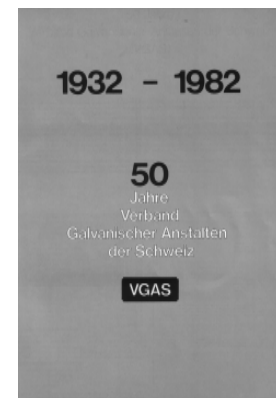 1932 – 1982
50
Jahre
Verband
Galvanischer Anstalten
der Schweiz
VGAS